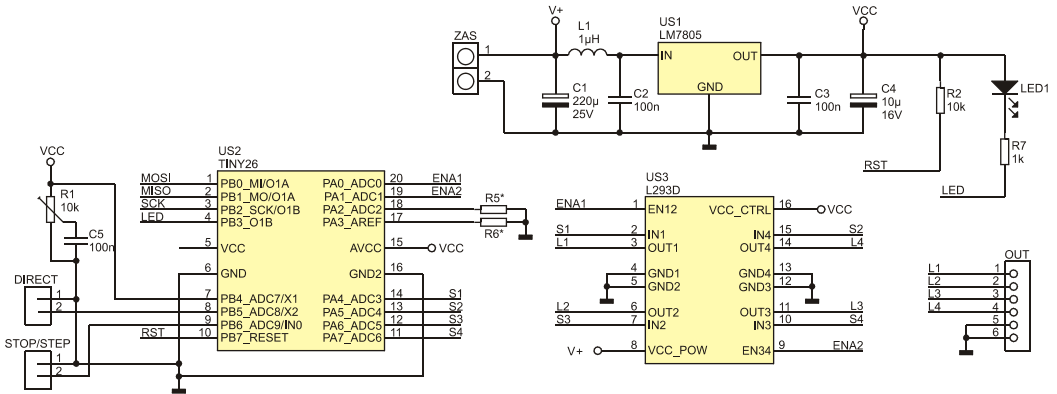 V+
VCC
ZAS
1
2
L1
1µH
US1
LM7805
IN
OUT
GND
C1
220µ
25V
C2
100n
C3
100n
C4
10µ
16V
R2
10k
LED1
R7
1k
RST
LED
VCC
R1
10k
C5
100n
DIRECT
1
2
STOP/STEP
1
2
US2
TINY26
MOSI 1 PB0_MI/O1A PA0_ADC0 20 ENA1
MISO 2 PB1_MO/O1A PA1_ADC1 19 ENA2
SCK 3 PB2_SCK/O1B PA2_ADC2 18 R5*
LED 4 PB3_O1B PA3_AREF 17 R6*
5 VCC AVCC 15 VCC
6 GND GND2 16
7 PB4_ADC7/X1 PA4_ADC3 14 S1
8 PB5_ADC8/X2 PA5_ADC4 13 S2
9 PB6_ADC9/IN0 PA6_ADC5 12 S3
RST 10 PB7_RESET PA7_ADC6 11 S4
US3
L293D
ENA1 1 EN12 VCC_CTRL 16 VCC
S1 2 IN1 IN4 15 S2
L1 3 OUT1 OUT4 14 L4
4 GND1 GND4 13
5 GND2 GND3 12
L2 6 OUT2 OUT3 11 L3
S3 7 IN2 IN3 10 S4
V+ 8 VCC_POW EN34 9 ENA2
OUT
L1 1
L2 2
L3 3
L4 4
5
6